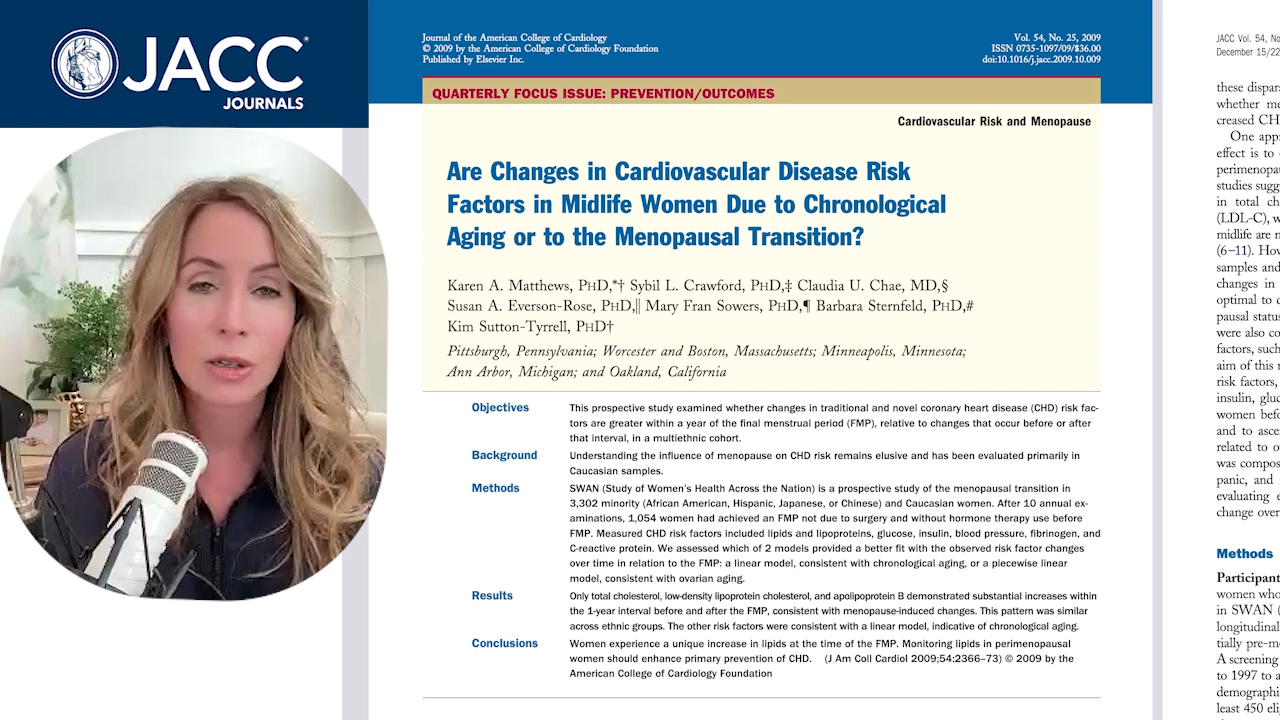 JACC
JOURNALS
Journal of the American College of Cardiology
© 2009 by the American College of Cardiology Foundation
Published by Elsevier Inc.
Vol. 54, No. 25, 2009
ISSN 0735-1097/09/$36.00
doi:10.1016/j.jacc.2009.10.009
QUARTERLY FOCUS ISSUE: PREVENTION/OUTCOMES
Cardiovascular Risk and Menopause
Are Changes in Cardiovascular Disease Risk
Factors in Midlife Women Due to Chronological
Aging or to the Menopausal Transition?
Karen A. Matthews, PHD,*† Sybil L. Crawford, PHD,‡ Claudia U. Chae, MD,§
Susan A. Everson-Rose, PHD,|| Mary Fran Sowers, PHD,¶ Barbara Sternfeld, PHD,#
Kim Sutton-Tyrrell, PHD†
Pittsburgh, Pennsylvania; Worcester and Boston, Massachusetts; Minneapolis, Minnesota;
Ann Arbor, Michigan; and Oakland, California
Objectives This prospective study examined whether changes in traditional and novel coronary heart disease (CHD) risk fac-
tors are greater within a year of the final menstrual period (FMP), relative to changes that occur before or after
that interval, in a multiethnic cohort.
Background Understanding the influence of menopause on CHD risk remains elusive and has been evaluated primarily in
Caucasian samples.
Methods SWAN (Study of Women's Health Across the Nation) is a prospective study of the menopausal transition in
3,302 minority (African American, Hispanic, Japanese, or Chinese) and Caucasian women. After 10 annual ex-
aminations, 1,054 women had achieved an FMP not due to surgery and without hormone therapy use before
FMP. Measured CHD risk factors included lipids and lipoproteins, glucose, insulin, blood pressure, fibrinogen, and
C-reactive protein. We assessed which of 2 models provided a better fit with the observed risk factor changes
over time in relation to the FMP: a linear model, consistent with chronological aging, or a piecewise linear
model, consistent with ovarian aging.
Results Only total cholesterol, low-density lipoprotein cholesterol, and apolipoprotein B demonstrated substantial increases within
the 1-year interval before and after the FMP, consistent with menopause-induced changes. This pattern was similar
across ethnic groups. The other risk factors were consistent with a linear model, indicative of chronological aging.
Conclusions Women experience a unique increase in lipids at the time of the FMP. Monitoring lipids in perimenopausal
women should enhance primary prevention of CHD. (J Am Coll Cardiol 2009;54:2366–73) © 2009 by the
American College of Cardiology Foundation
JACC Vol. 54, No
December 15/22
these dispar
whether me
creased CH
One appr
effect is to
perimenopau
studies sugg
in total ch
(LDL-C), w
midlife are n
(6–11). How
samples and
changes in
optimal to
pausal status
were also co
factors, such
aim of this
risk factors,
insulin, gluc
women befo
and to asce
related to o
was compos
panic, and
evaluating
change over
Methods
Participant
women who
in SWAN (
longitudinal
tially pre-m
A screening
to 1997 to a
demographi
least 450 eli